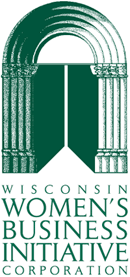 WISCONSIN
WOMEN'S
BUSINESS
INITIATIVE
CORPORATION